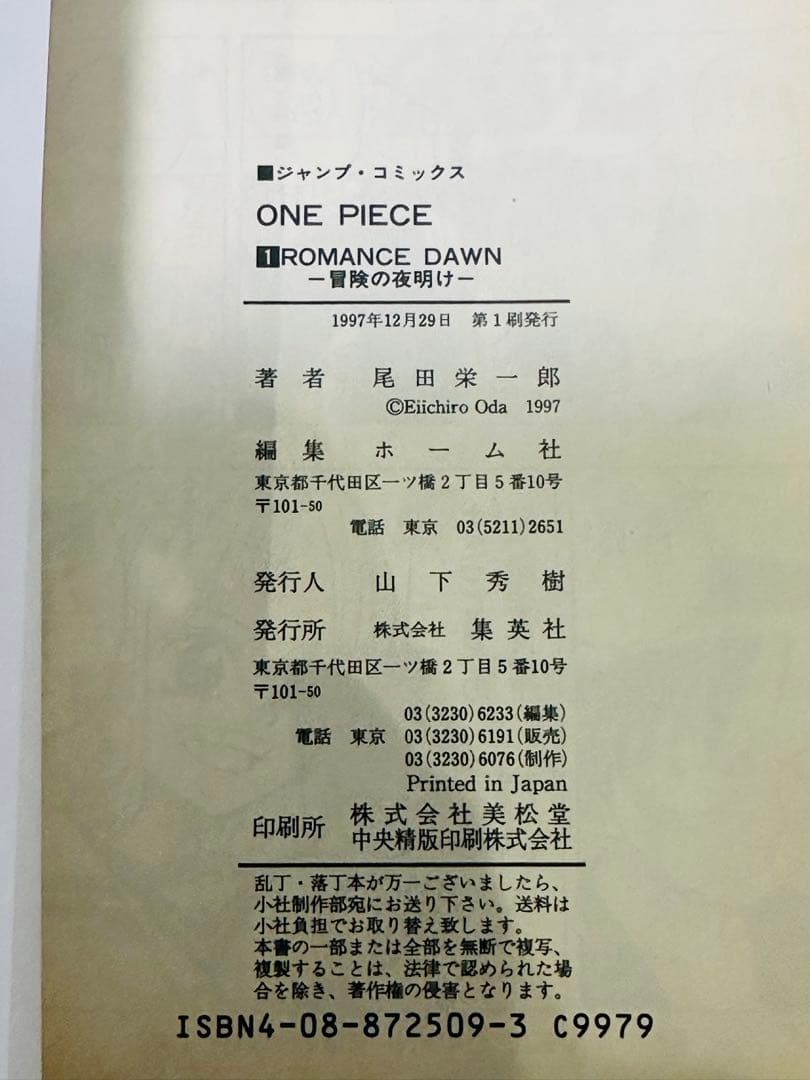 ■ジャンプ・コミックス
ONE PIECE
1 ROMANCE DAWN
―冒険の夜明け―
1997年12月29日 第1刷発行
著者 尾田栄一郎
©Eiichiro Oda 1997
編集 ホーム社
東京都千代田区一ツ橋2丁目5番10号
〒101-50
電話 東京 03(5211)2651
発行人 山下秀樹
発行所 株式会社 集英社
東京都千代田区一ツ橋2丁目5番10号
〒101-50
03(3230)6233(編集)
電話 東京 03(3230)6191(販売)
03(3230)6076(制作)
Printed in Japan
印刷所 株式会社美松堂
中央精版印刷株式会社
乱丁・落丁本が万一ございましたら、
小社制作部宛にお送り下さい。送料は
小社負担でお取り替え致します。
本書の一部または全部を無断で複写、
複製することは、法律で認められた場
合を除き、著作権の侵害となります。
ISBN4-08-872509-3 C9979